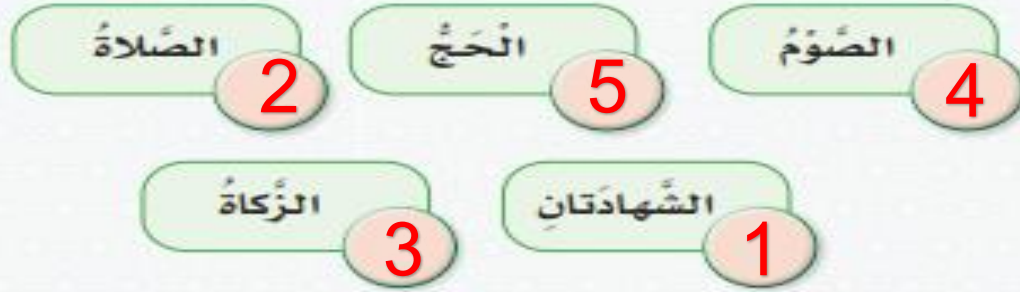 الصَّوْمُ 4
الْحَجُّ 5
الصَّلاةُ 2
الشَّهادَتانِ 1
الزَّكاةُ 3